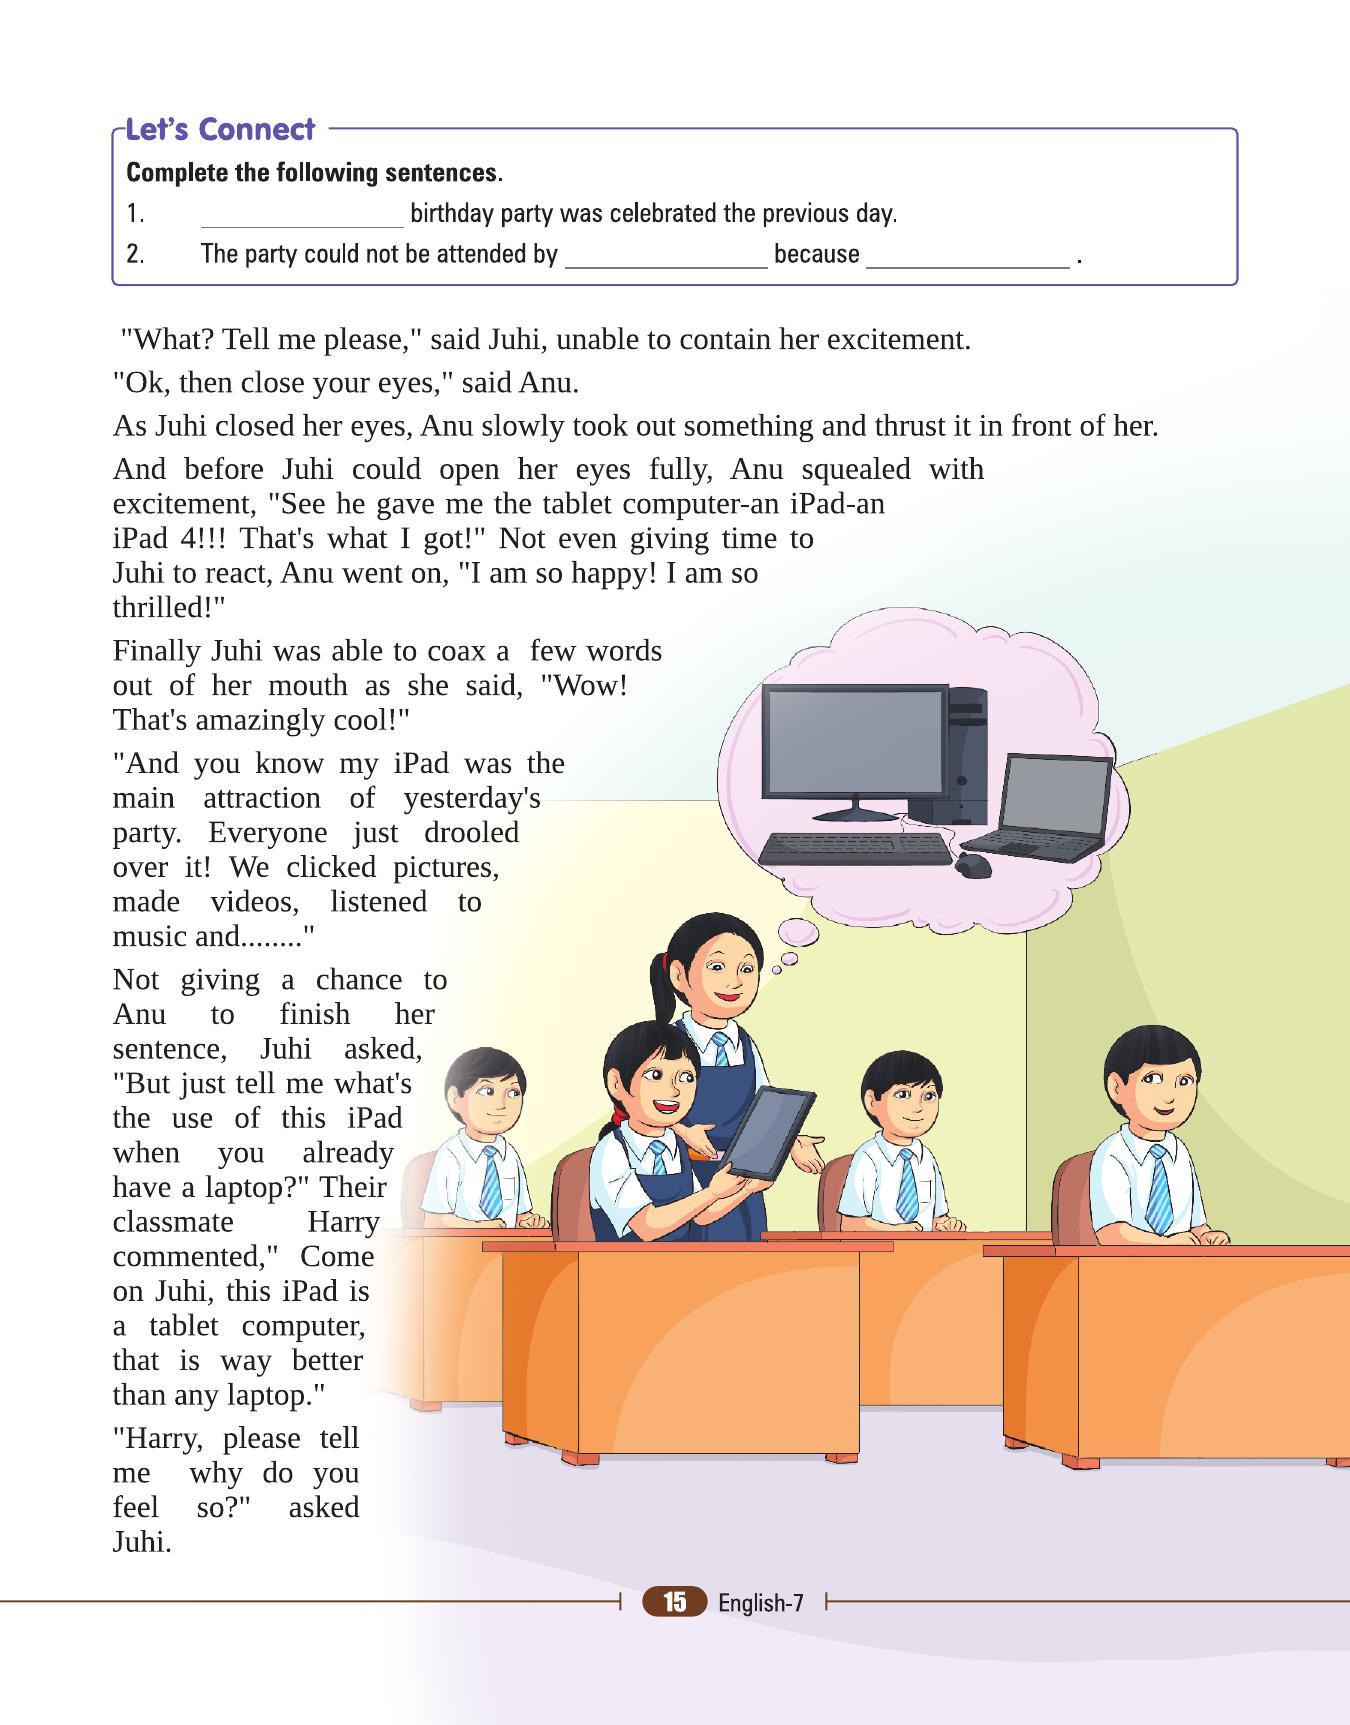 Let's Connect
Complete the following sentences.
1. ____________ birthday party was celebrated the previous day.
2. The party could not be attended by ____________ because ____________ .
"What? Tell me please," said Juhi, unable to contain her excitement.
"Ok, then close your eyes," said Anu.
As Juhi closed her eyes, Anu slowly took out something and thrust it in front of her.
And before Juhi could open her eyes fully, Anu squealed with
excitement, "See he gave me the tablet computer-an iPad-an
iPad 4!!! That's what I got!" Not even giving time to
Juhi to react, Anu went on, "I am so happy! I am so
thrilled!"
Finally Juhi was able to coax a few words
out of her mouth as she said, "Wow!
That's amazingly cool!"
"And you know my iPad was the
main attraction of yesterday's
party. Everyone just drooled
over it! We clicked pictures,
made videos, listened to
music and........"
Not giving a chance to
Anu to finish her
sentence, Juhi asked,
"But just tell me what's
the use of this iPad
when you already
have a laptop?" Their
classmate Harry
commented," Come
on Juhi, this iPad is
a tablet computer,
that is way better
than any laptop."
"Harry, please tell
me why do you
feel so?" asked
Juhi.
15 English-7